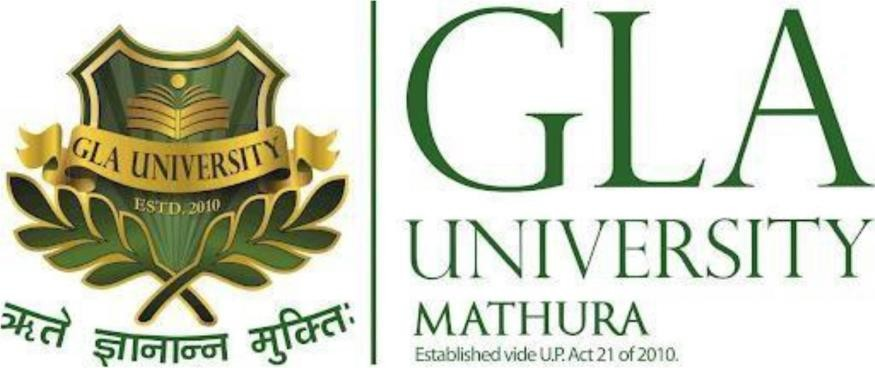 GLA UNIVERSITY
ESTD. 2010
ऋते ज्ञानान्न मुक्तिः
GLA
UNIVERSITY
MATHURA
Established vide U.P. Act 21 of 2010.